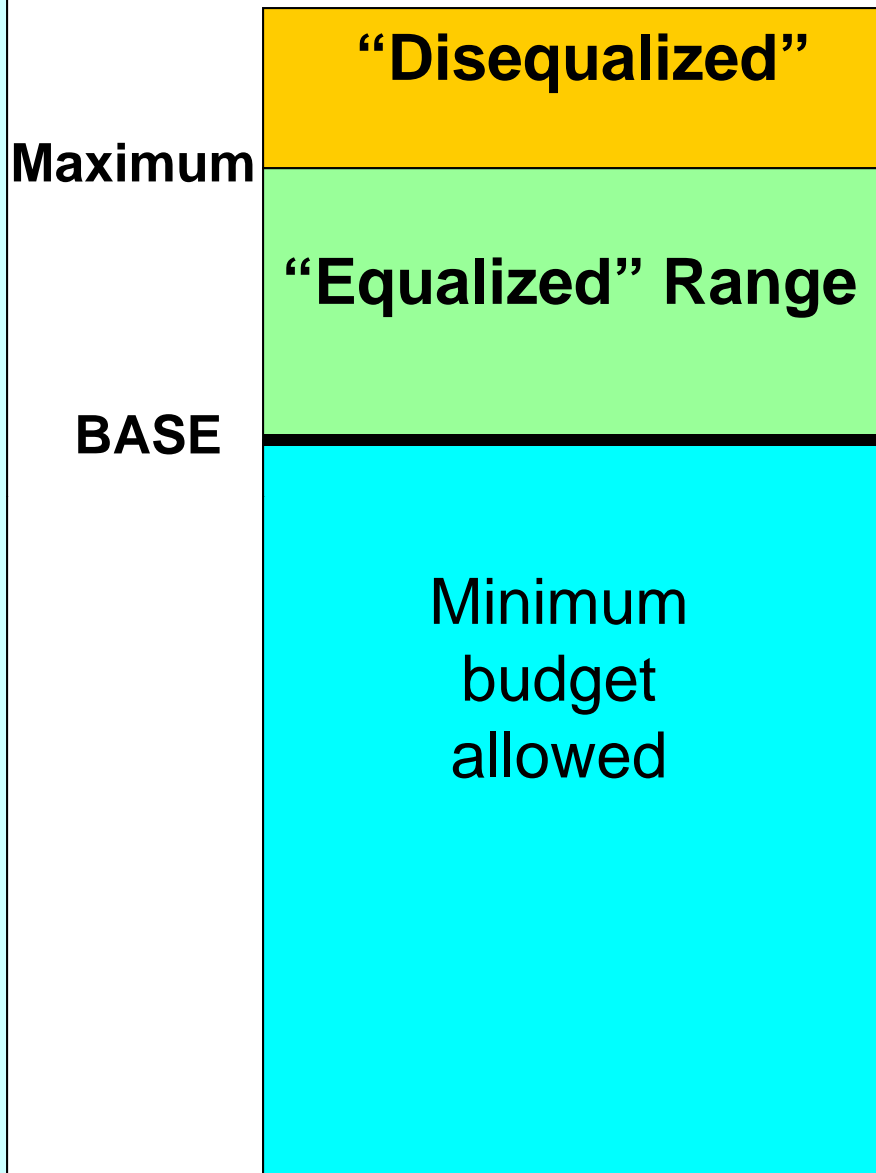 “Disequalized”
Maximum
“Equalized” Range
BASE
Minimum
budget
allowed